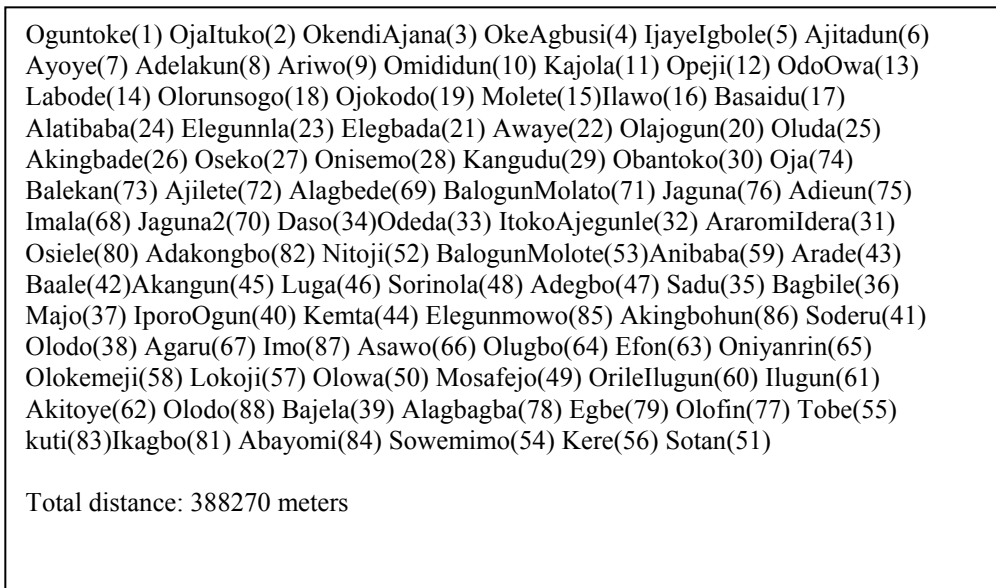 Oguntoke(1) OjaItuko(2) OkendiAjana(3) OkeAgbusi(4) IjayeIgbole(5) Ajitadun(6)
Ayoye(7) Adelakun(8) Ariwo(9) Omididun(10) Kajola(11) Opeji(12) OdoOwa(13)
Labode(14) Olorunsogo(18) Ojokodo(19) Molete(15)Ilawo(16) Basaidu(17)
Alatibaba(24) Elegunnla(23) Elegbada(21) Awaye(22) Olajogun(20) Oluda(25)
Akingbade(26) Oseko(27) Onisemo(28) Kangudu(29) Obantoko(30) Oja(74)
Balekan(73) Ajilete(72) Alagbede(69) BalogunMolato(71) Jaguna(76) Adieun(75)
Imala(68) Jaguna2(70) Daso(34)Odeda(33) ItokoAjegunle(32) AraromiIdera(31)
Osiele(80) Adakongbo(82) Nitoji(52) BalogunMolote(53)Anibaba(59) Arade(43)
Baale(42)Akangun(45) Luga(46) Sorinola(48) Adegbo(47) Sadu(35) Bagbile(36)
Majo(37) IporoOgun(40) Kemta(44) Elegunmowo(85) Akingbohun(86) Soderu(41)
Olodo(38) Agaru(67) Imo(87) Asawo(66) Olugbo(64) Efon(63) Oniyanrin(65)
Olokemeji(58) Lokoji(57) Olowa(50) Mosafejo(49) OrileIlugun(60) Ilugun(61)
Akitoye(62) Olodo(88) Bajela(39) Alagbagba(78) Egbe(79) Olofin(77) Tobe(55)
kuti(83)Ikagbo(81) Abayomi(84) Sowemimo(54) Kere(56) Sotan(51)
Total distance: 388270 meters